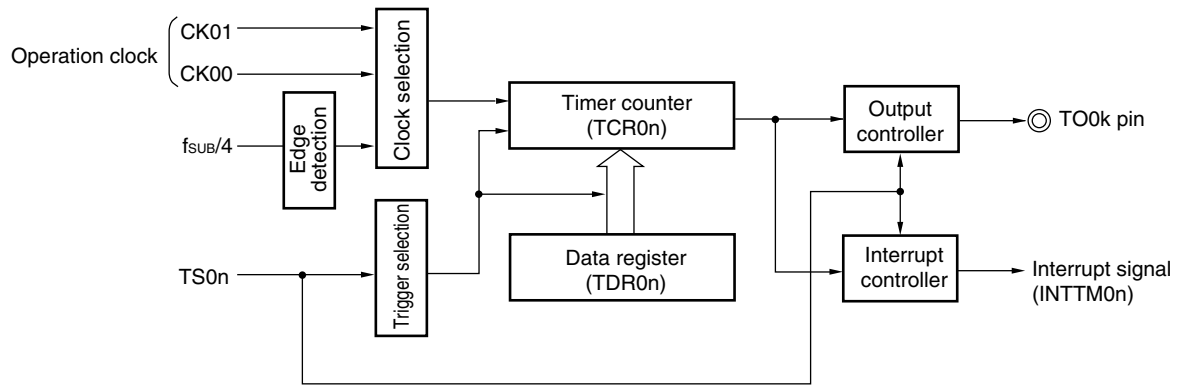 Operation clock
CK01
CK00
fSUB/4
Edge
detection
Clock selection
TS0n
Trigger selection
Timer counter
(TCR0n)
Data register
(TDR0n)
Output
controller
TO0k pin
Interrupt
controller
Interrupt signal
(INTTM0n)